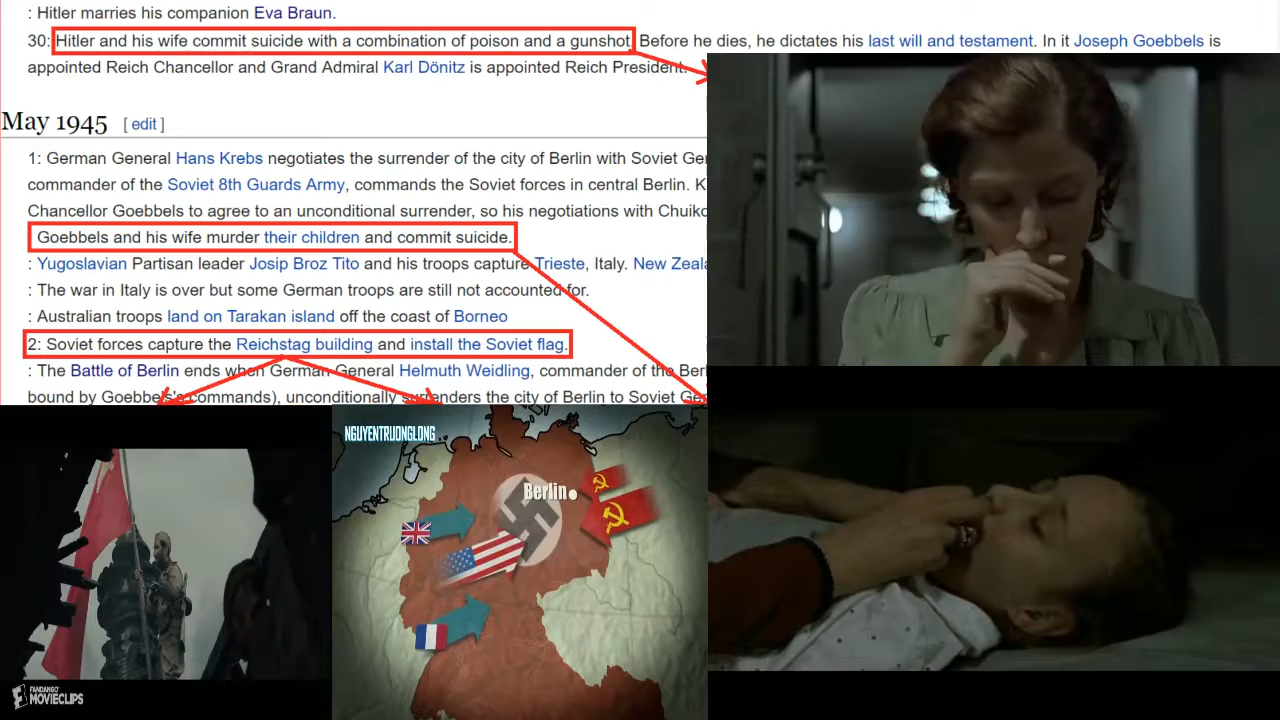 : Hitler marries his companion Eva Braun.
30: Hitler and his wife commit suicide with a combination of poison and a gunshot. Before he dies, he dictates his last will and testament. In it Joseph Goebbels is
appointed Reich Chancellor and Grand Admiral Karl Dönitz is appointed Reich President.
May 1945 [ edit ]
1: German General Hans Krebs negotiates the surrender of the city of Berlin with Soviet
commander of the Soviet 8th Guards Army, commands the Soviet forces in central Berlin.
Chancellor Goebbels to agree to an unconditional surrender, so his negotiations with
Goebbels and his wife murder their children and commit suicide.
: Yugoslavian Partisan leader Josip Broz Tito and his troops capture Trieste, Italy. New
: The war in Italy is over but some German troops are still not accounted for.
: Australian troops land on Tarakan island off the coast of Borneo
2: Soviet forces capture the Reichstag building and install the Soviet flag.
: The Battle of Berlin ends when German General Helmuth Weidling, commander of the
bound by Goebbels's commands), unconditionally surrenders the city of Berlin to Soviet
NGUYENTRUONGLONG
Berlin
FANDANGO
MOVIECLIPS